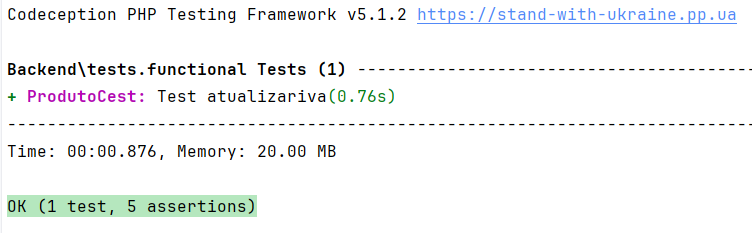 Codeception PHP Testing Framework v5.1.2 https://stand-with-ukraine.pp.ua
Backend\tests.functional Tests (1) ----------------------------------------
+ ProdutoCest: Test atualizariva(0.76s)
---------------------------------------------------------------------------
Time: 00:00.876, Memory: 20.00 MB
OK (1 test, 5 assertions)